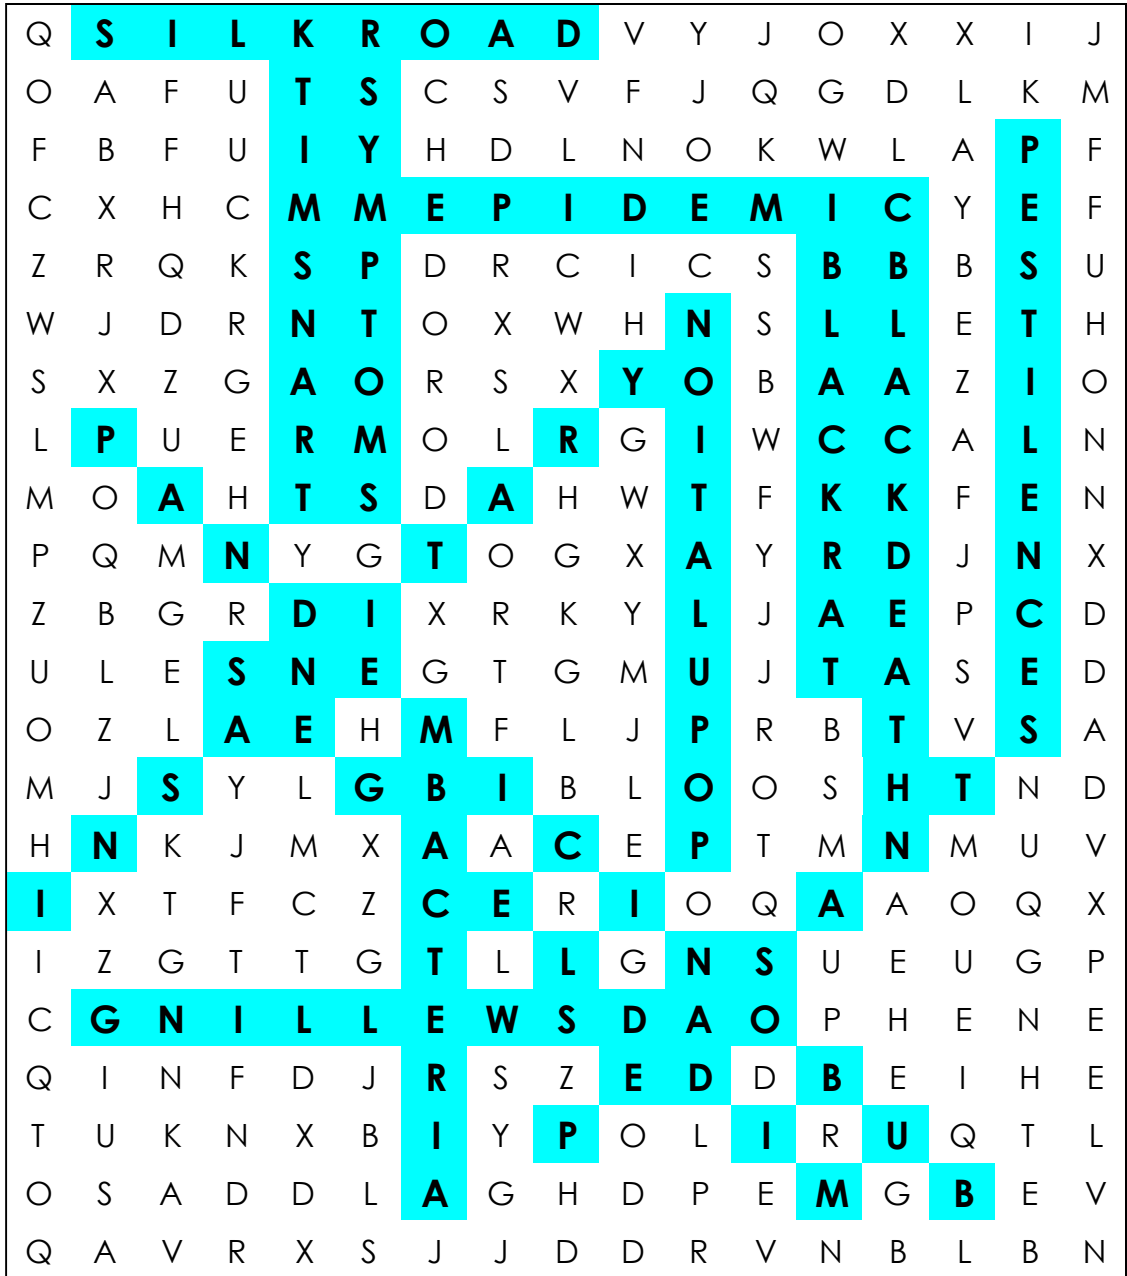 Q S I L K R O A D V Y J O X X I J
O A F U T S C S V F J Q G D L K M
F B F U I Y H D L N O K W L A P F
C X H C M M E P I D E M I C Y E F
Z R Q K S P D R C I C S B B B S U
W J D R N T O X W H N S L L E T H
S X Z G A O R S X Y O B A A Z I O
L P U E R M O L R G I W C C A L N
M O A H T S D A H W T F K K F E N
P Q M N Y G T O G X A Y R D J N X
Z B G R D I X R K Y L J A E P C D
U L E S N E G T G M U J T A S E D
O Z L A E H M F L J P R B T V S A
M J S Y L G B I B L O O S H T N D
H N K J M X A A C E P T M N M U V
I X T F C Z C E R I O Q A A O Q X
I Z G T T G T L L G N S U E U G P
C G N I L L E W S D A O P H E N E
Q I N F D J R S Z E D D B E I H E
T U K N X B I Y P O L I R U Q T L
O S A D D L A G H D P E M G B E V
Q A V R X S J J D D R V N B L B N